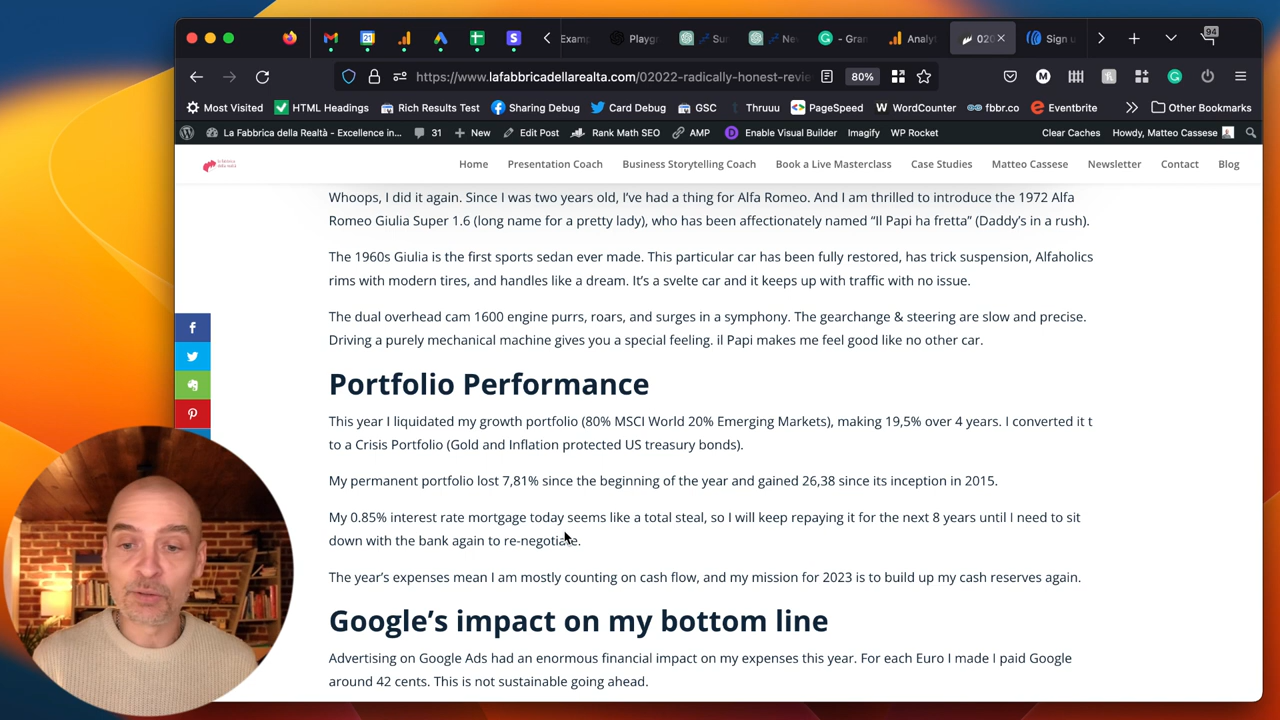 Examp
Playgr
Sur
Ne
Gran
Analy
020
Sign u
94
https://www.lafabbricadellarealta.com/02022-radically-honest-revie
80%
Most Visited
HTML Headings
Rich Results Test
Sharing Debug
Card Debug
GSC
Thruuu
PageSpeed
WordCounter
fbbr.co
Eventbrite
Other Bookmarks
La Fabbrica della Realtà - Excellence in...
31
New
Edit Post
Rank Math SEO
AMP
Enable Visual Builder
Imagify
WP Rocket
Clear Caches
Howdy, Matteo Cassese
Home
Presentation Coach
Business Storytelling Coach
Book a Live Masterclass
Case Studies
Matteo Cassese
Newsletter
Contact
Blog
Whoops, I did it again. Since I was two years old, I’ve had a thing for Alfa Romeo. And I am thrilled to introduce the 1972 Alfa
Romeo Giulia Super 1.6 (long name for a pretty lady), who has been affectionately named “Il Papi ha fretta” (Daddy’s in a rush).
The 1960s Giulia is the first sports sedan ever made. This particular car has been fully restored, has trick suspension, Alfaholics
rims with modern tires, and handles like a dream. It’s a svelte car and it keeps up with traffic with no issue.
The dual overhead cam 1600 engine purrs, roars, and surges in a symphony. The gearchange & steering are slow and precise.
Driving a purely mechanical machine gives you a special feeling. il Papi makes me feel good like no other car.
Portfolio Performance
This year I liquidated my growth portfolio (80% MSCI World 20% Emerging Markets), making 19,5% over 4 years. I converted it t
to a Crisis Portfolio (Gold and Inflation protected US treasury bonds).
My permanent portfolio lost 7,81% since the beginning of the year and gained 26,38 since its inception in 2015.
My 0.85% interest rate mortgage today seems like a total steal, so I will keep repaying it for the next 8 years until I need to sit
down with the bank again to re-negotiate.
The year’s expenses mean I am mostly counting on cash flow, and my mission for 2023 is to build up my cash reserves again.
Google’s impact on my bottom line
Advertising on Google Ads had an enormous financial impact on my expenses this year. For each Euro I made I paid Google
around 42 cents. This is not sustainable going ahead.